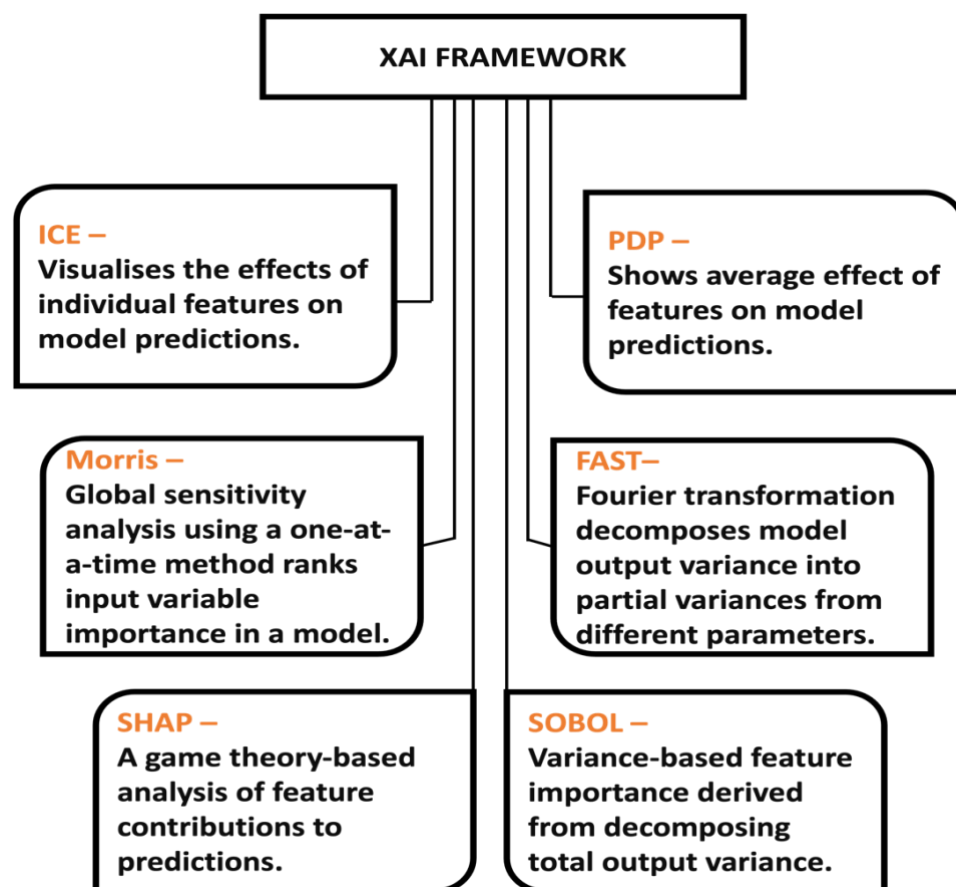 XAI FRAMEWORK
ICE –
Visualises the effects of
individual features on
model predictions.
PDP –
Shows average effect of
features on model
predictions.
Morris –
Global sensitivity
analysis using a one-at-
a-time method ranks
input variable
importance in a model.
FAST–
Fourier transformation
decomposes model
output variance into
partial variances from
different parameters.
SHAP –
A game theory-based
analysis of feature
contributions to
predictions.
SOBOL –
Variance-based feature
importance derived
from decomposing
total output variance.